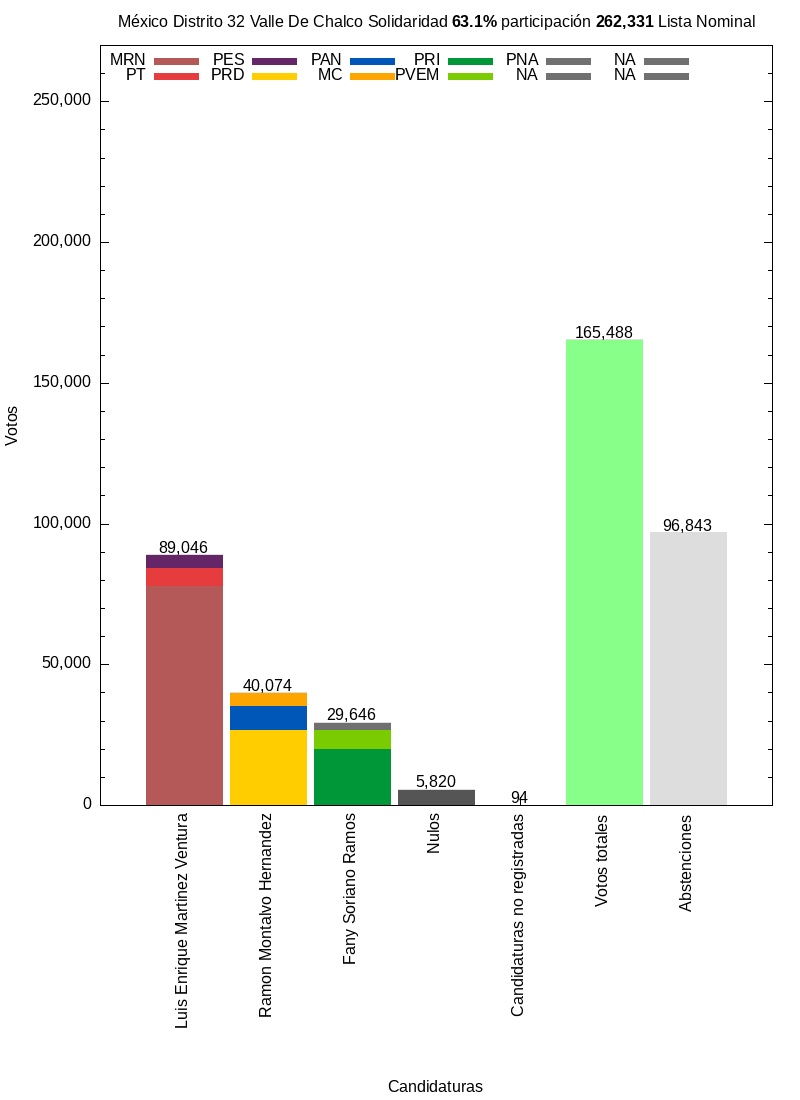 México Distrito 32 Valle De Chalco Solidaridad 63.1% participación 262,331 Lista Nominal
MRN PES PAN PRI PNA NA
PT PRD MC PVEM NA NA
250,000
200,000
150,000
100,000
50,000
0
Votos
89,046
40,074
29,646
5,820
94
165,488
96,843
Luis Enrique Martinez Ventura
Ramon Montalvo Hernandez
Fany Soriano Ramos
Nulos
Candidaturas no registradas
Votos totales
Abstenciones
Candidaturas